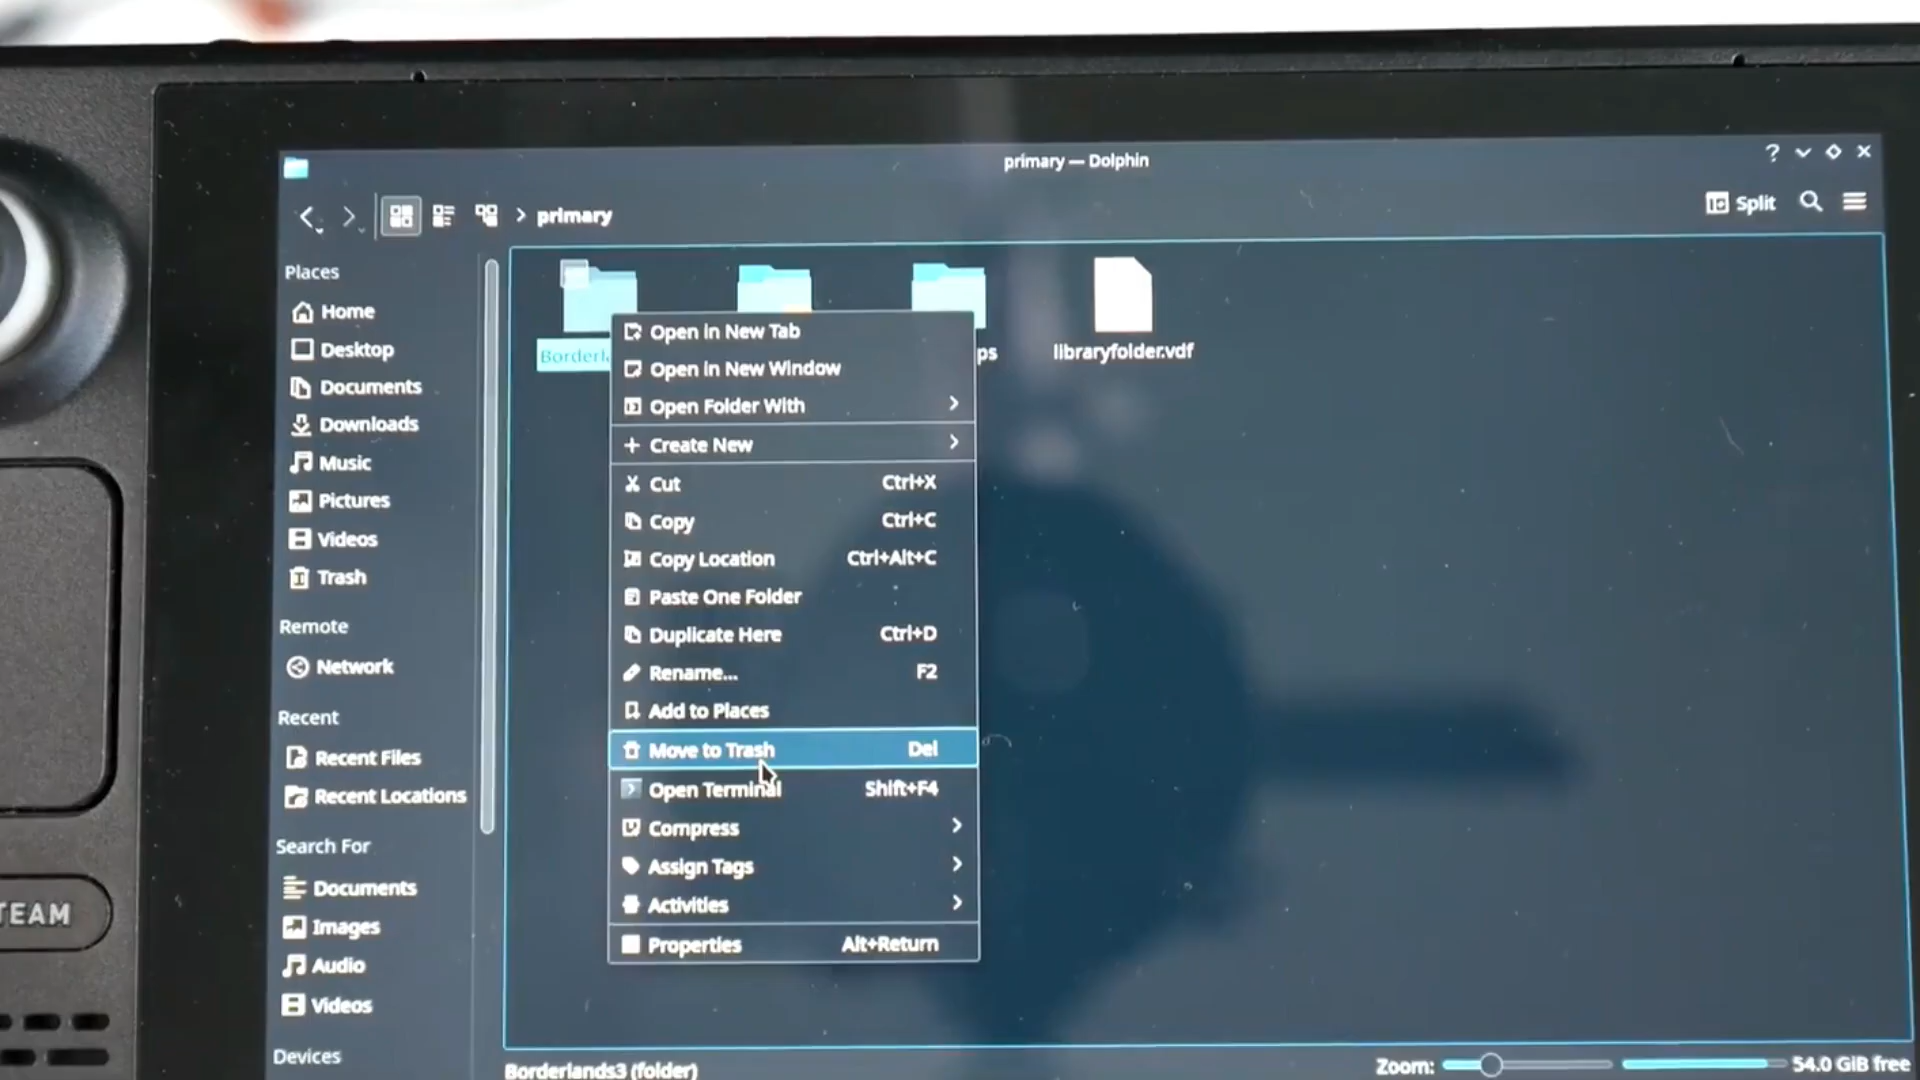 primary — Dolphin
primary
Split
Places
Home
Desktop
Documents
Downloads
Music
Pictures
Videos
Trash
Remote
Network
Recent
Recent Files
Recent Locations
Search For
Documents
Images
Audio
Videos
Devices
Borderl
ps
libraryfolder.vdf
Open in New Tab
Open in New Window
Open Folder With
Create New
Cut Ctrl+X
Copy Ctrl+C
Copy Location Ctrl+Alt+C
Paste One Folder
Duplicate Here Ctrl+D
Rename... F2
Add to Places
Move to Trash Del
Open Terminal Shift+F4
Compress
Assign Tags
Activities
Properties Alt+Return
Borderlands3 (folder)
Zoom: 54.0 GiB free
TEAM